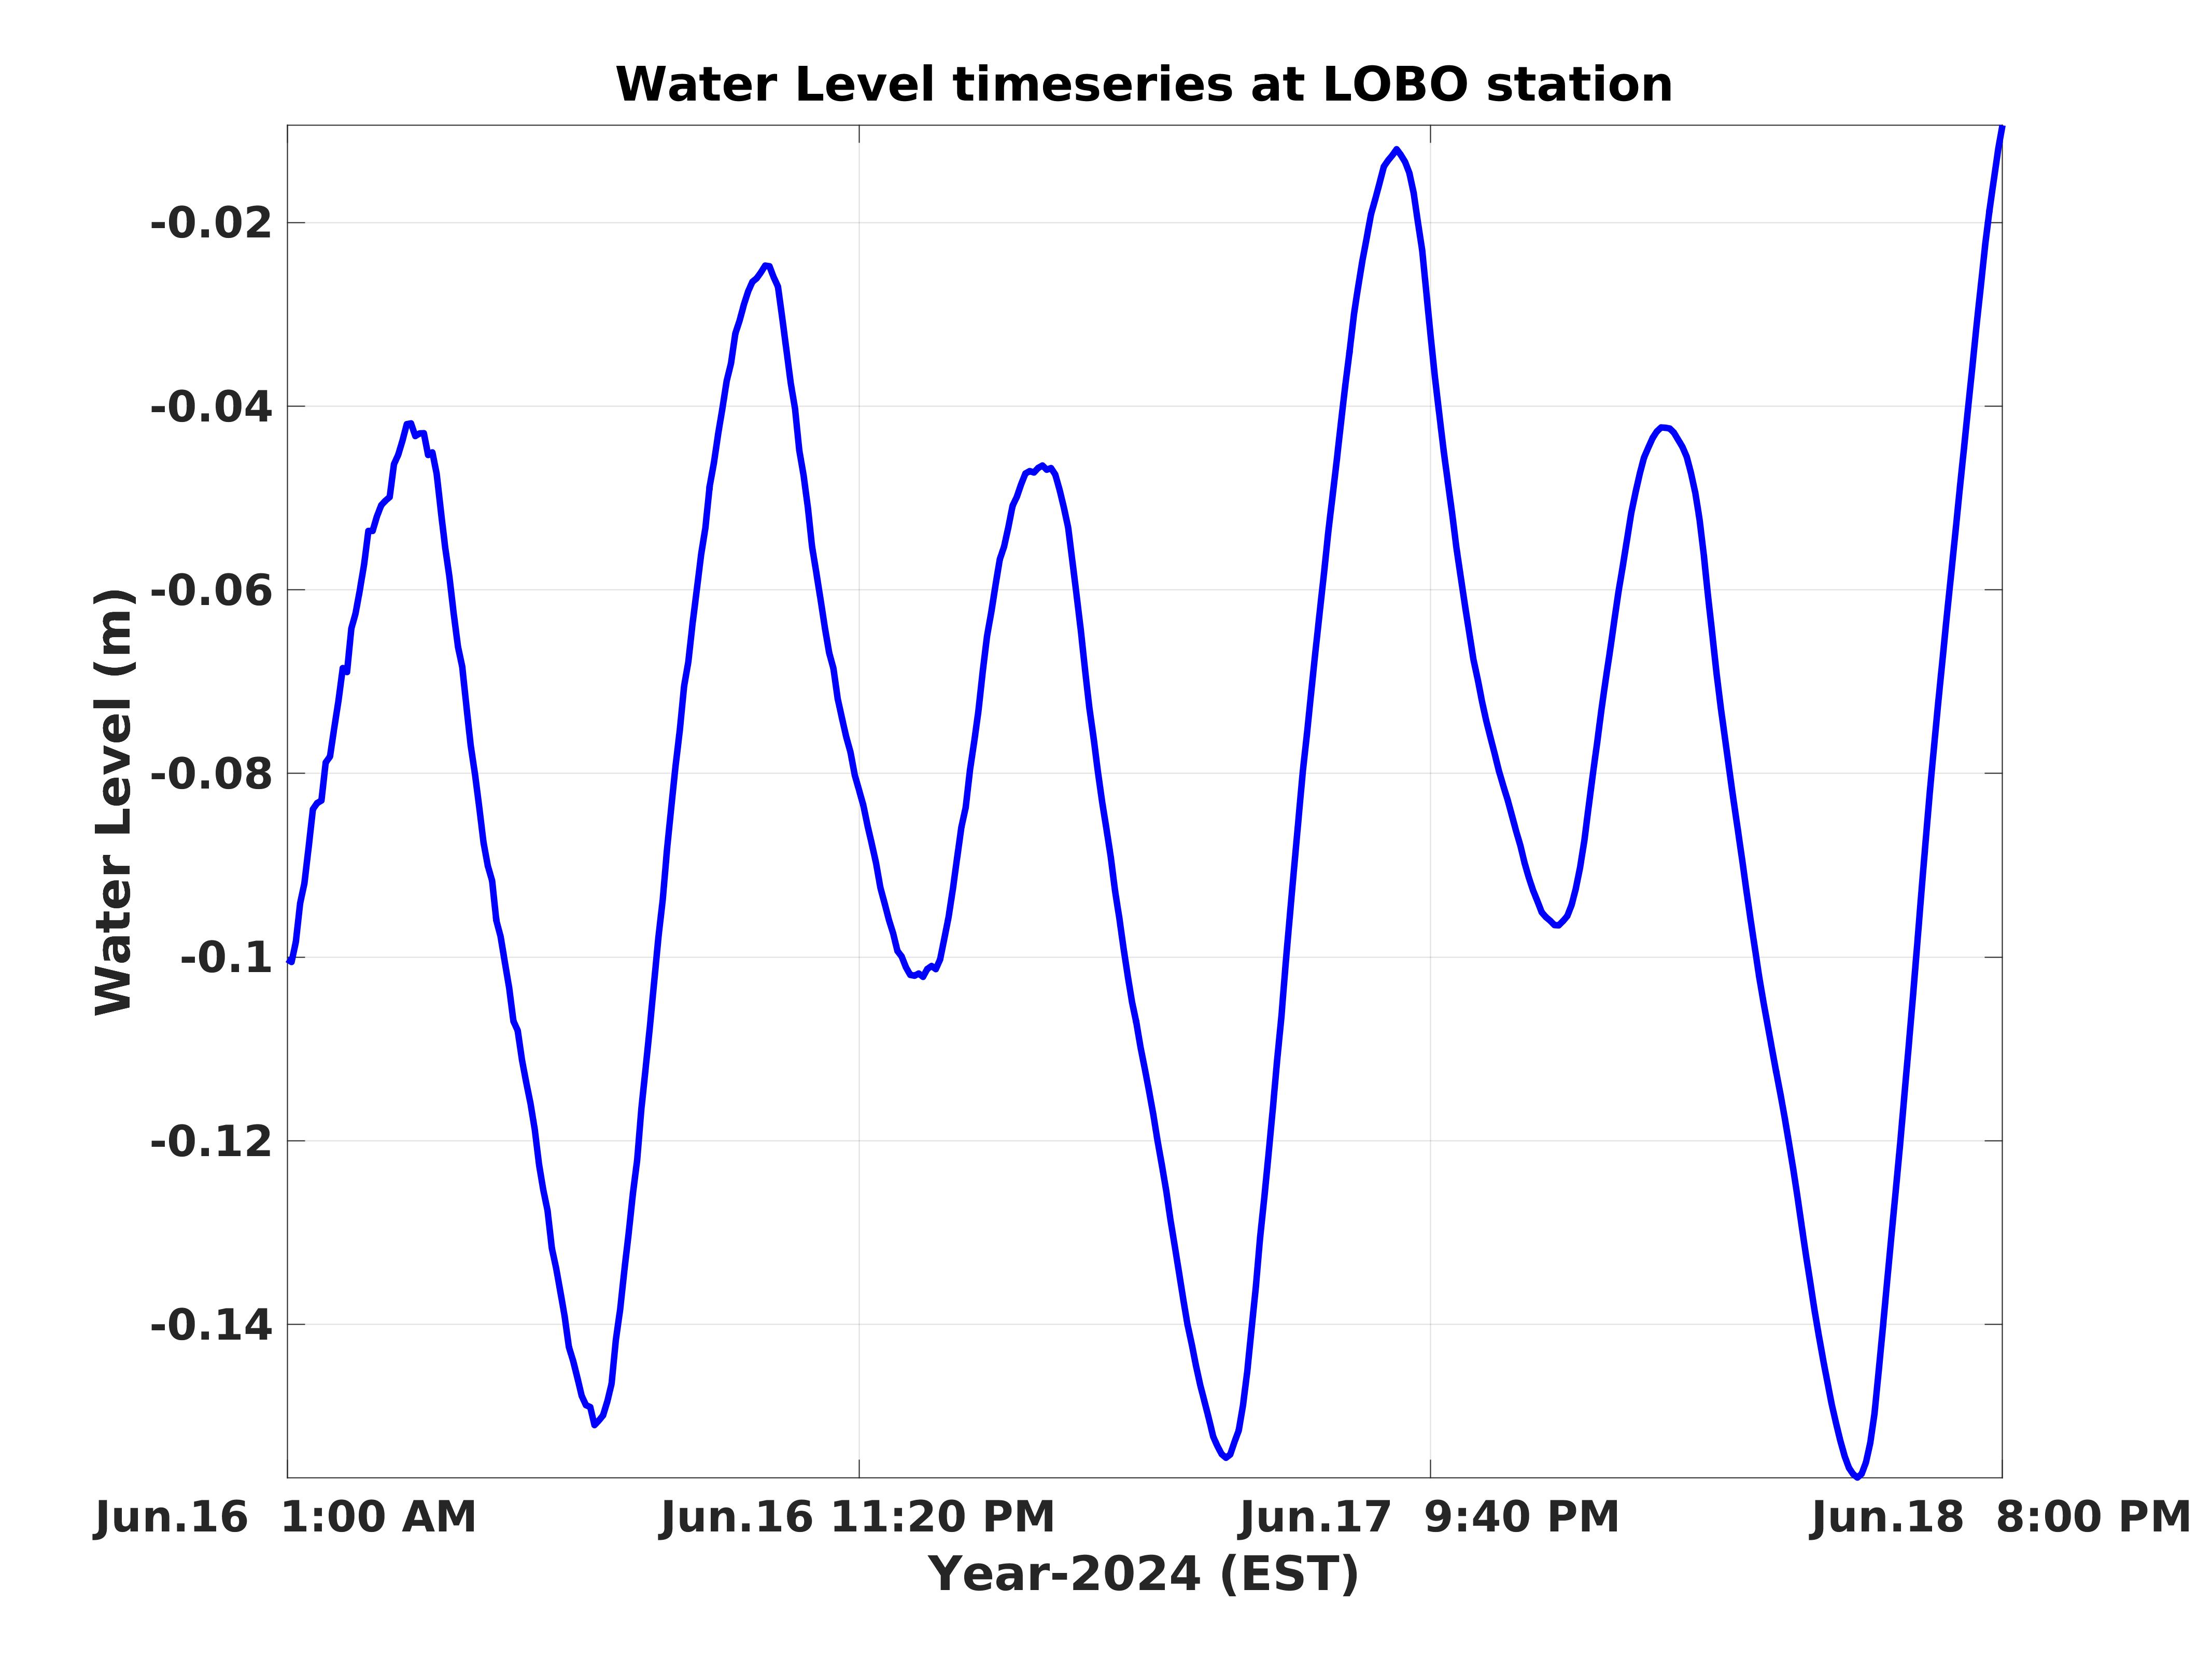 Water Level timeseries at LOBO station
-0.02
-0.04
-0.06
-0.08
-0.1
-0.12
-0.14
Water Level (m)
Jun.16  1:00 AM
Jun.16 11:20 PM
Jun.17  9:40 PM
Jun.18  8:00 PM
Year-2024 (EST)